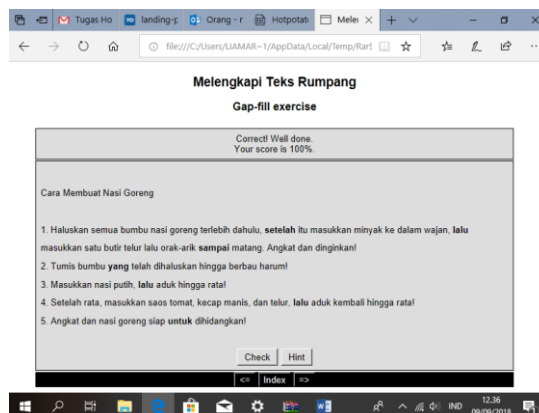 Tugas Ho
landing-p
Orang - r
Hotpotat
Melen
file:///C:/Users/LIAMAR~1/AppData/Local/Temp/Rar$
Melengkapi Teks Rumpang
Gap-fill exercise
Correct! Well done.
Your score is 100%.
Cara Membuat Nasi Goreng
1. Haluskan semua bumbu nasi goreng terlebih dahulu, setelah itu masukkan minyak ke dalam wajan, lalu
masukkan satu butir telur lalu orak-arik sampai matang. Angkat dan dinginkan!
2. Tumis bumbu yang telah dihaluskan hingga berbau harum!
3. Masukkan nasi putih, lalu aduk hingga rata!
4. Setelah rata, masukkan saos tomat, kecap manis, dan telur, lalu aduk kembali hingga rata!
5. Angkat dan nasi goreng siap untuk dihidangkan!
Check Hint
<= Index =>
IND
12.36
09/09/2018